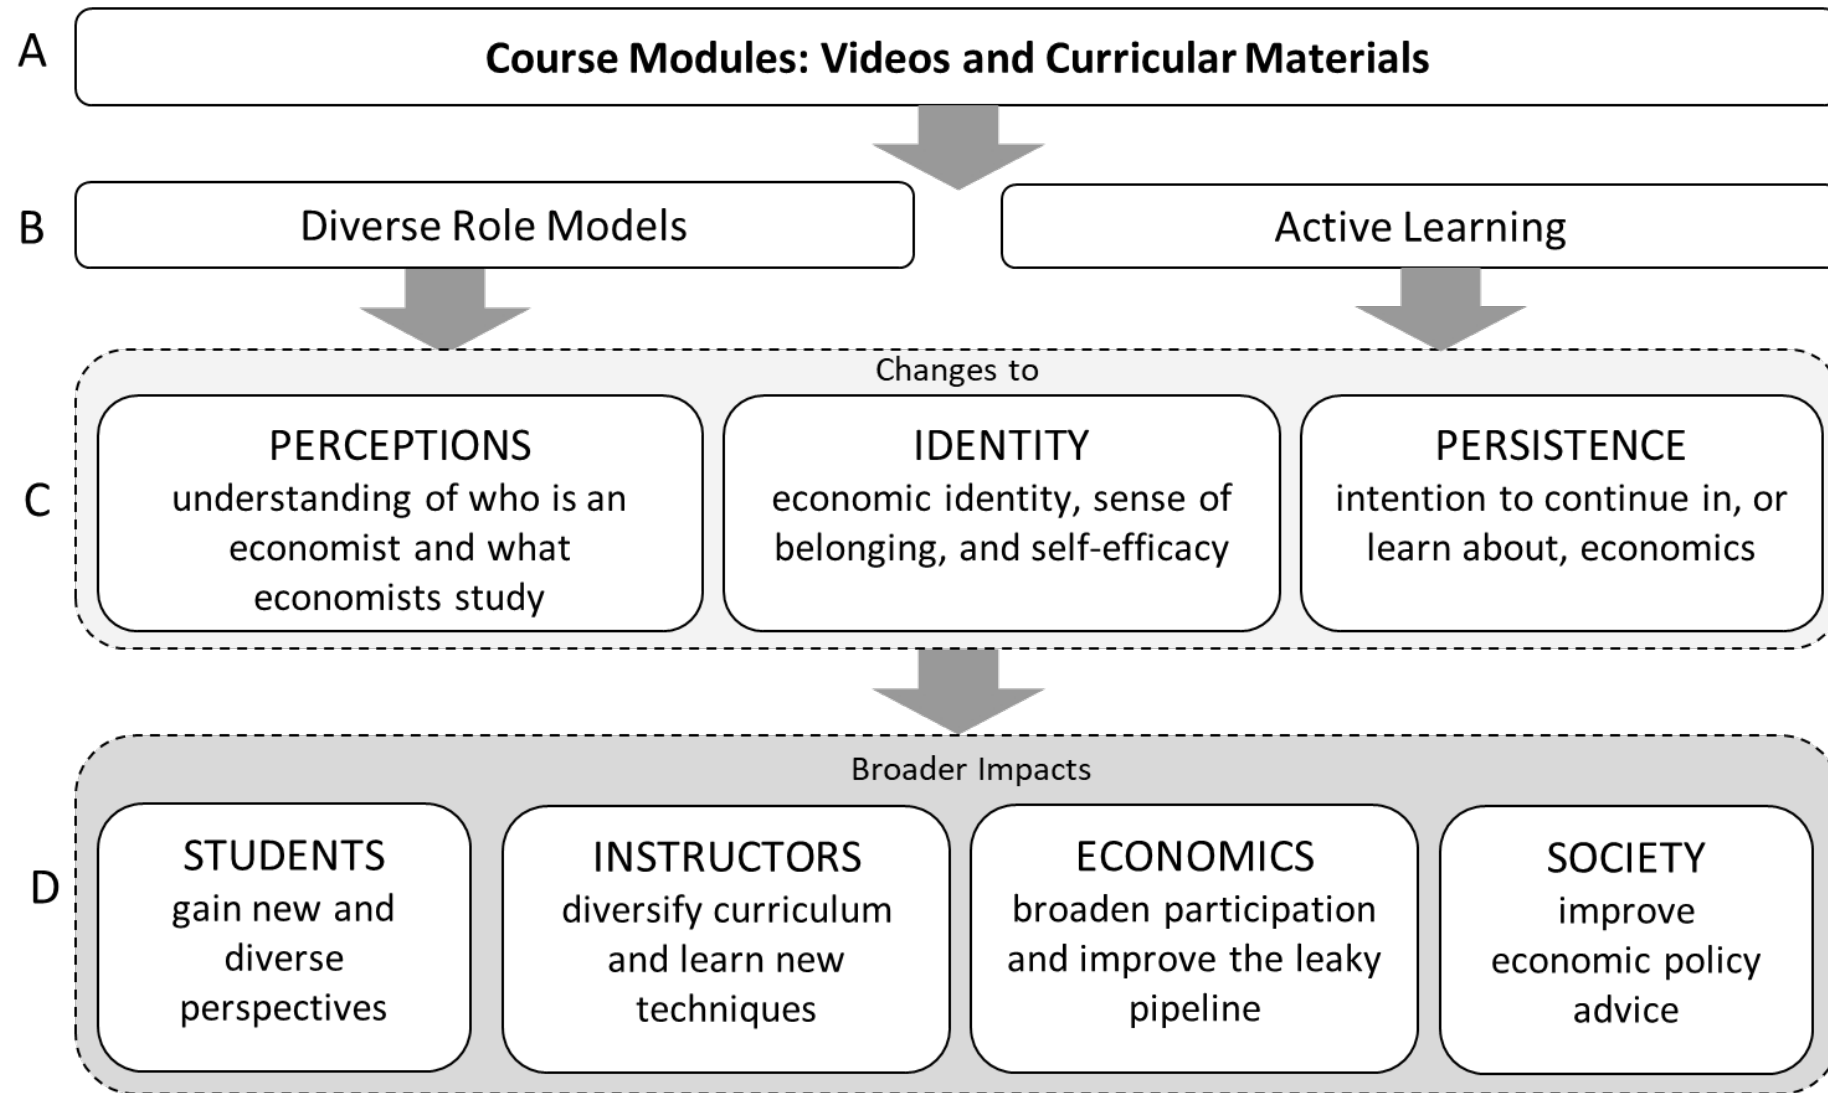 A
Course Modules: Videos and Curricular Materials
B
Diverse Role Models
Active Learning
C
Changes to
PERCEPTIONS
understanding of who is an
economist and what
economists study
IDENTITY
economic identity, sense of
belonging, and self-efficacy
PERSISTENCE
intention to continue in, or
learn about, economics
D
Broader Impacts
STUDENTS
gain new and
diverse
perspectives
INSTRUCTORS
diversify curriculum
and learn new
techniques
ECONOMICS
broaden participation
and improve the leaky
pipeline
SOCIETY
improve
economic policy
advice